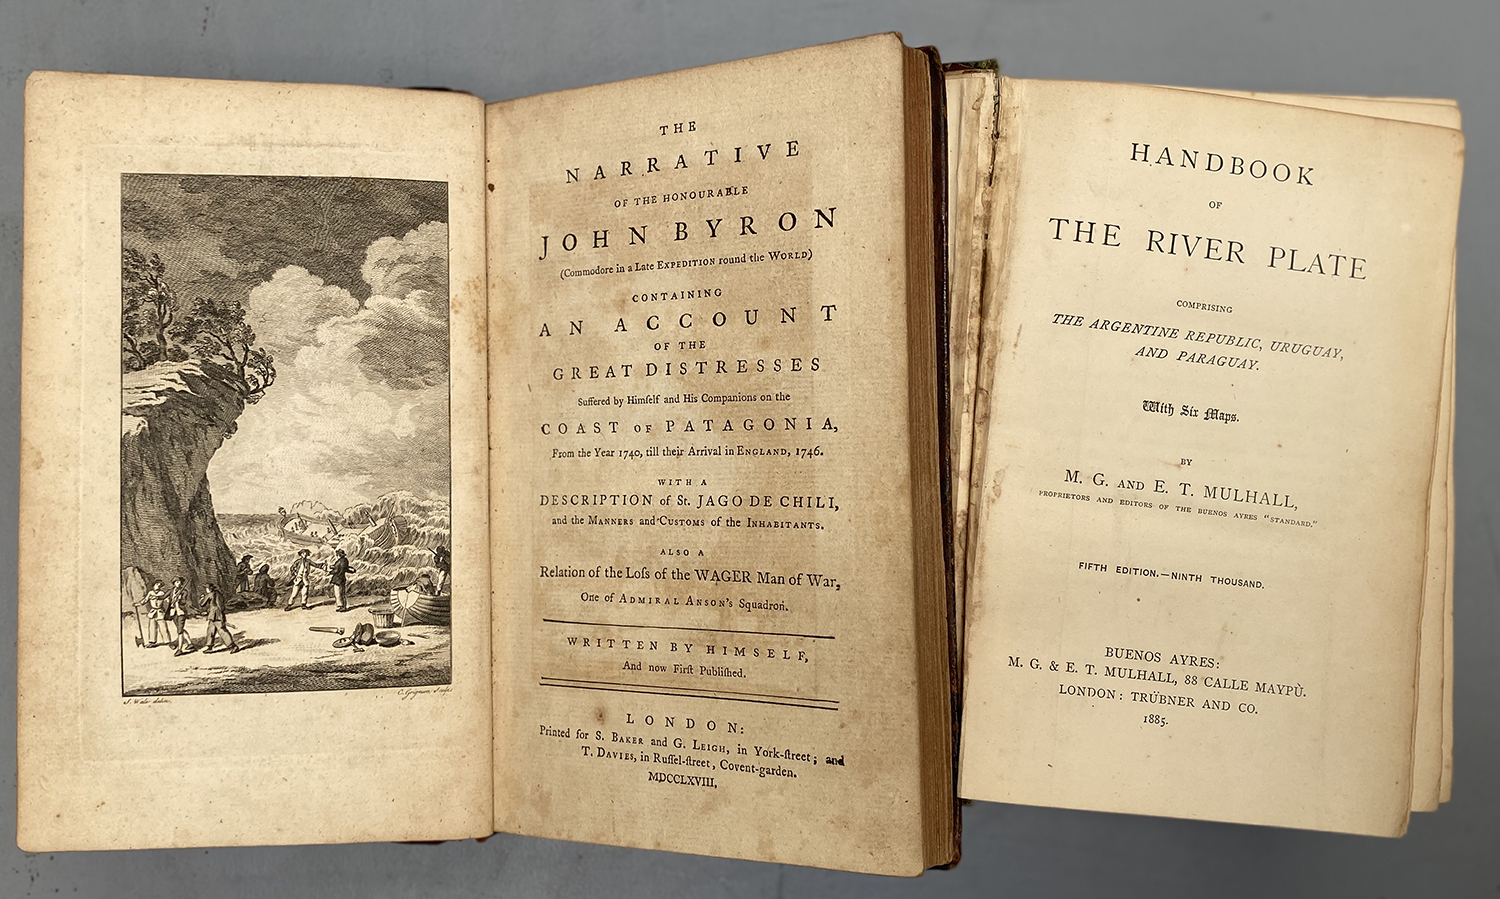 S. Wale delin.
C. Grignion Sculp.
THE
NARRATIVE
OF THE HONOURABLE
JOHN BYRON
(Commodore in a Late EXPEDITION round the WORLD)
CONTAINING
AN ACCOUNT
OF THE
GREAT DISTRESSES
Suffered by Himſelf and His Companions on the
COAST OF PATAGONIA,
From the Year 1740, till their Arrival in ENGLAND, 1746.
WITH A
DESCRIPTION of St. JAGO DE CHILI,
and the MANNERS and CUSTOMS of the INHABITANTS.
ALSO A
Relation of the Loſs of the WAGER Man of War,
One of ADMIRAL ANSON's Squadron.
WRITTEN BY HIMSELF,
And now Firſt Publiſhed.
LONDON:
Printed for S. BAKER and G. LEIGH, in York-ſtreet; and
T. DAVIES, in Ruſſel-ſtreet, Covent-garden.
MDCCLXVIII.
HANDBOOK
OF
THE RIVER PLATE
COMPRISING
THE ARGENTINE REPUBLIC, URUGUAY,
AND PARAGUAY.
With Six Maps.
BY
M. G. AND E. T. MULHALL,
PROPRIETORS AND EDITORS OF THE BUENOS AYRES "STANDARD."
FIFTH EDITION.—NINTH THOUSAND.
BUENOS AYRES:
M. G. & E. T. MULHALL, 88 CALLE MAYPÙ.
LONDON: TRÜBNER AND CO.
1885.